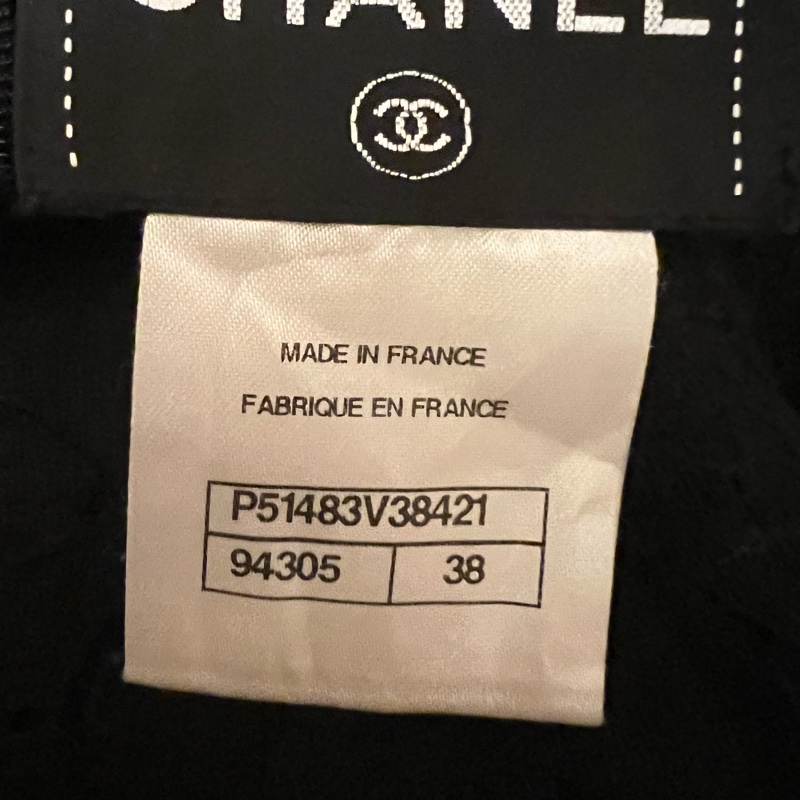 CHANEL
MADE IN FRANCE
FABRIQUE EN FRANCE
P51483V38421
94305 38